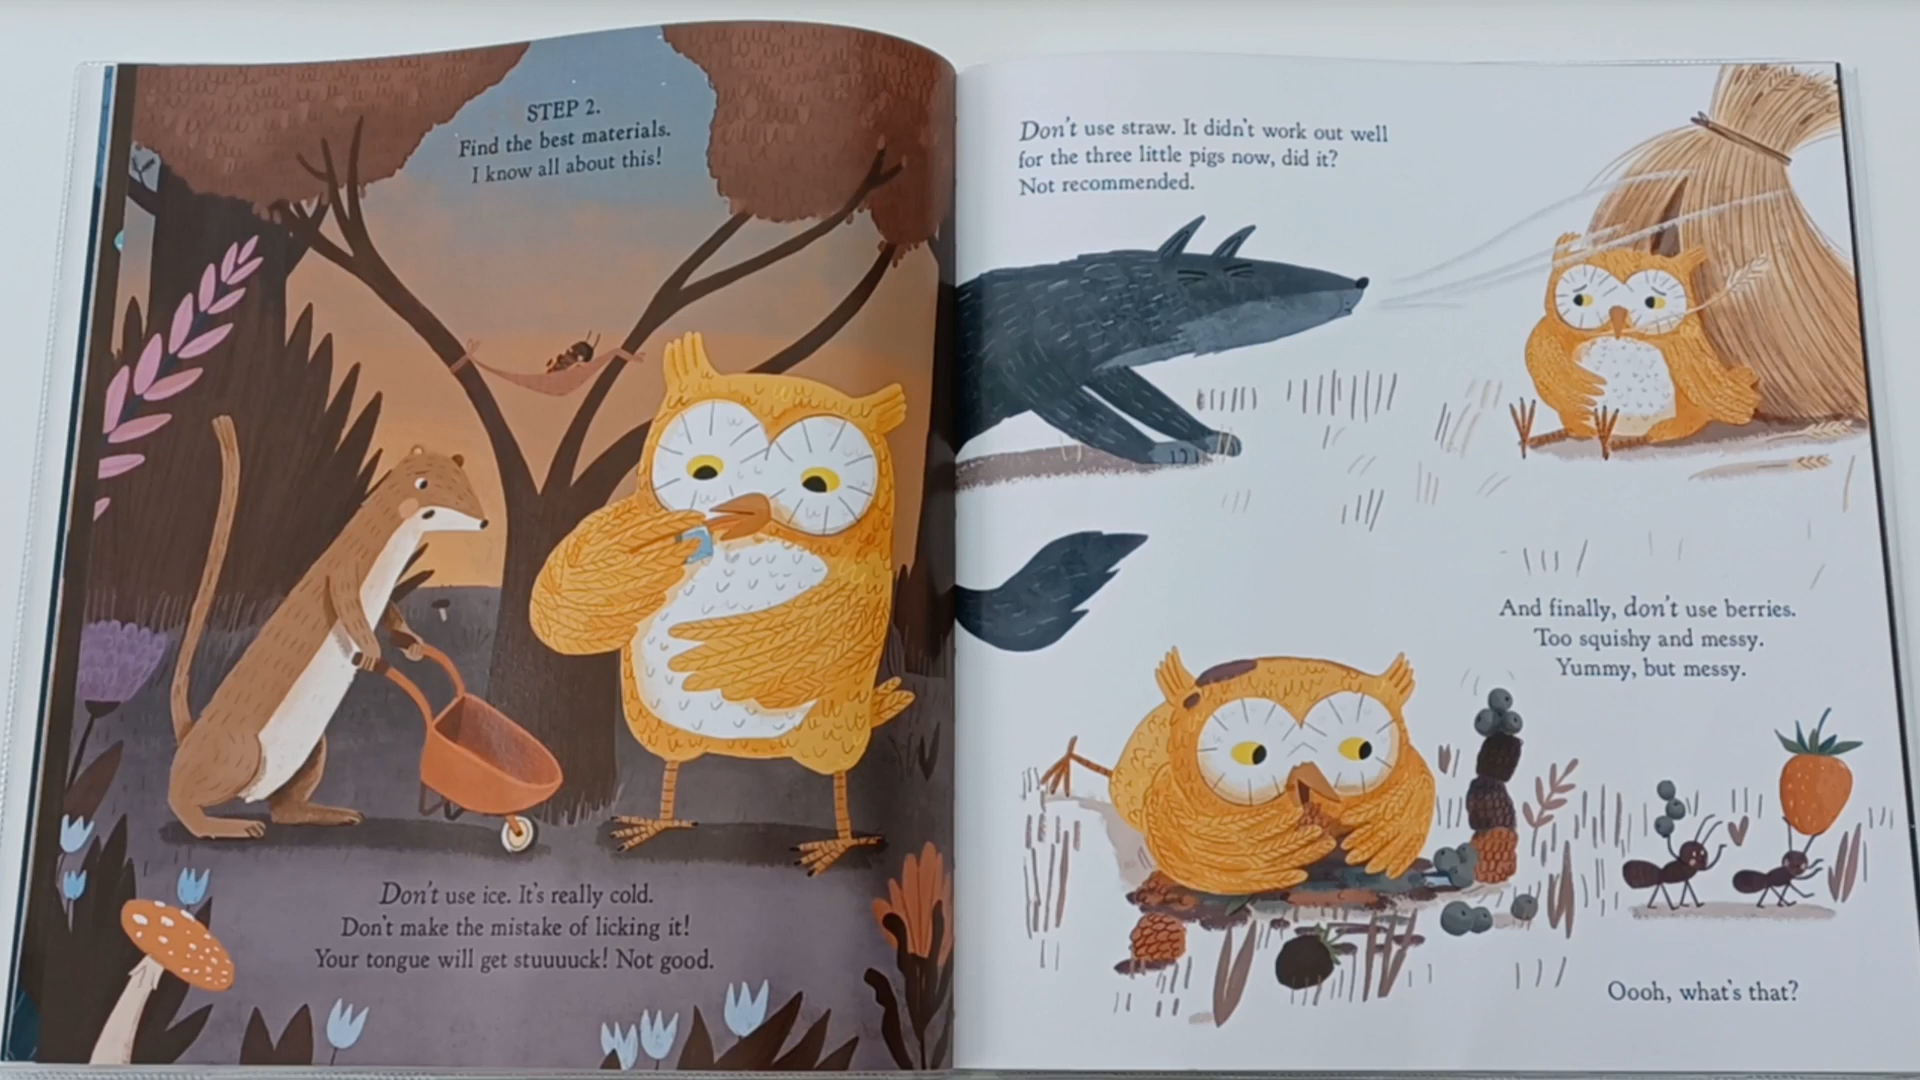 STEP 2.
Find the best materials.
I know all about this!
Don't use ice. It's really cold.
Don't make the mistake of licking it!
Your tongue will get stuuuuck! Not good.
Don't use straw. It didn't work out well
for the three little pigs now, did it?
Not recommended.
And finally, don't use berries.
Too squishy and messy.
Yummy, but messy.
Oooh, what's that?